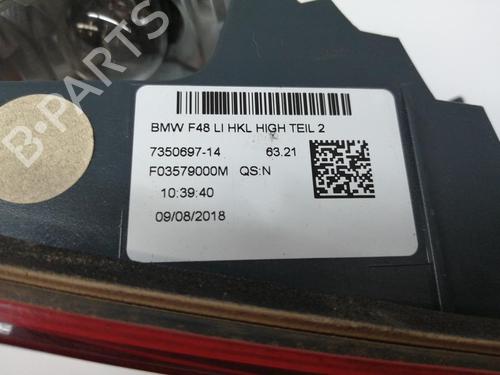 B-PARTS
BMW F48 LI HKL HIGH TEIL 2
7350697-14 63.21
F03579000M QS:N
10:39:40
09/08/2018